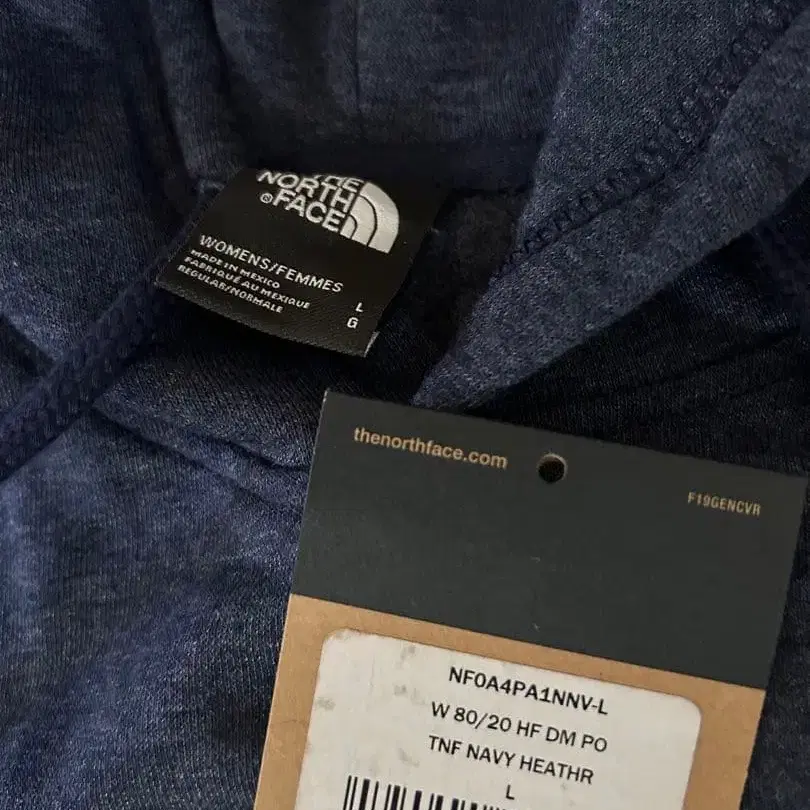 THE
NORTH
FACE
®
WOMENS/FEMMES
MADE IN MEXICO
FABRIQUÉ AU MEXIQUE
REGULAR/NORMALE
L
G
thenorthface.com
F19GENCVR
NF0A4PA1NNV-L
W 80/20 HF DM PO
TNF NAVY HEATHR
L